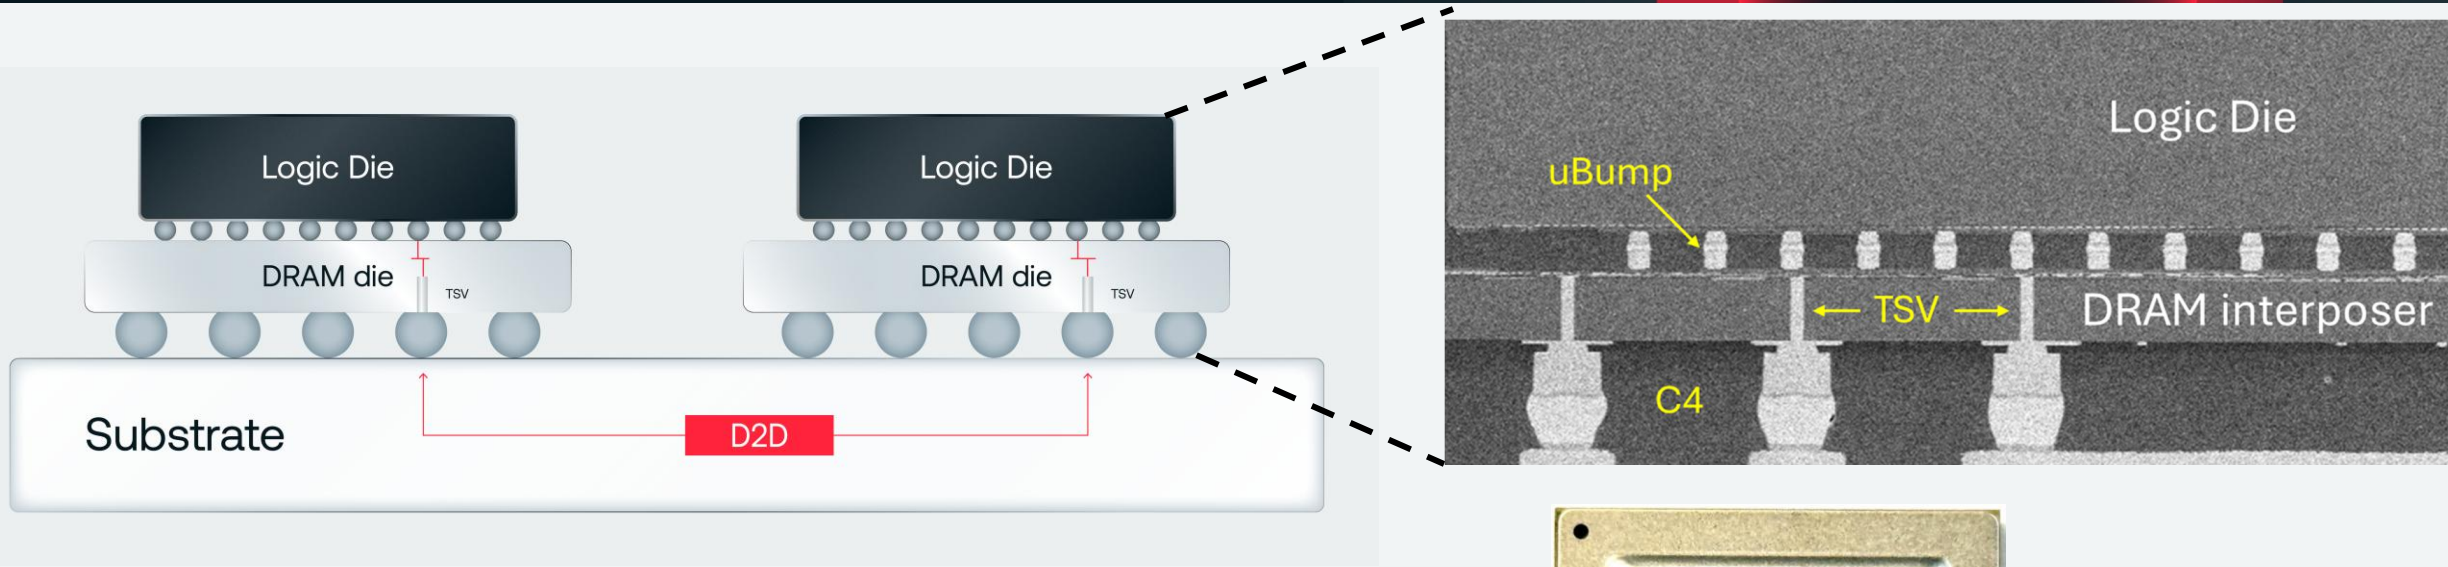 Logic Die
DRAM die
TSV
Logic Die
DRAM die
TSV
Substrate
D2D
Logic Die
uBump
TSV
DRAM interposer
C4